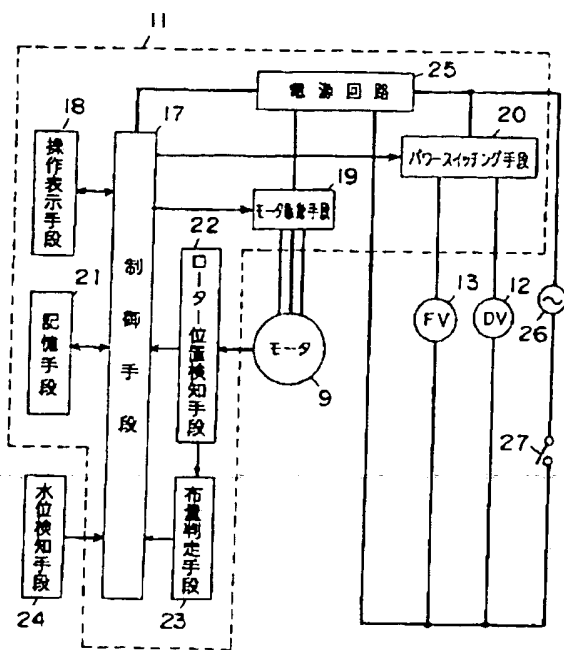 11
25
電源回路
18
17
20
操作表示手段
パワースイッチング手段
19
モータ駆動手段
22
21
制御手段
ローター位置検知手段
記憶手段
13
12
FV
DV
26
モータ
9
27
水位検知手段
布量判定手段
24
23